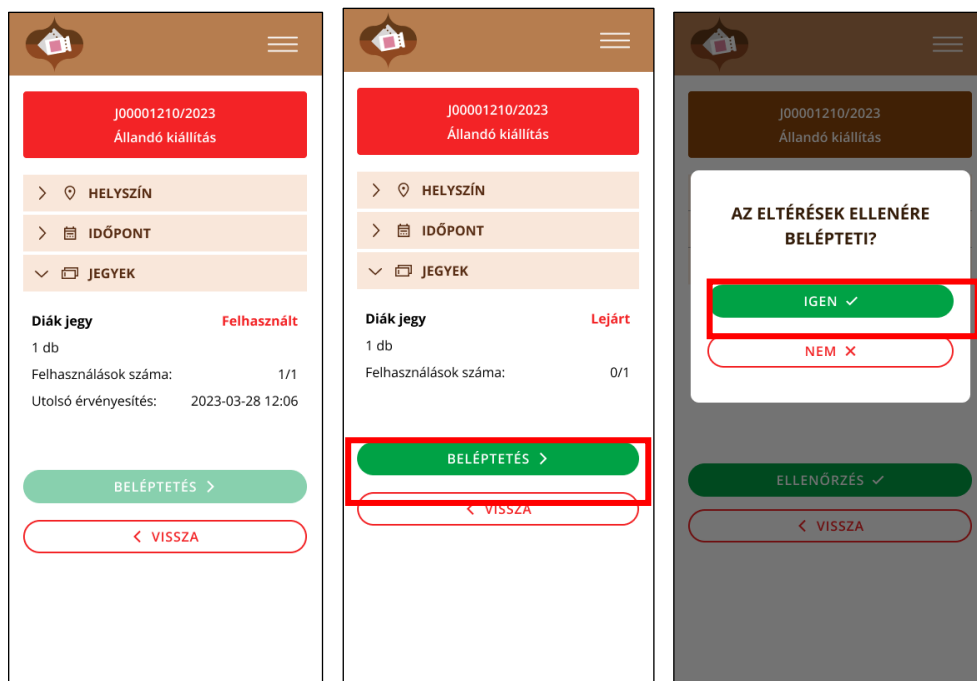 J00001210/2023
Állandó kiállítás
HELYSZÍN
IDŐPONT
JEGYEK
Diák jegy Felhasznált
1 db
Felhasználások száma: 1/1
Utolsó érvényesítés: 2023-03-28 12:06
BELÉPTETÉS
VISSZA
J00001210/2023
Állandó kiállítás
HELYSZÍN
IDŐPONT
JEGYEK
Diák jegy Lejárt
1 db
Felhasználások száma: 0/1
BELÉPTETÉS
VISSZA
J00001210/2023
Állandó kiállítás
AZ ELTÉRÉSEK ELLENÉRE
BELÉPTETI?
IGEN
NEM
ELLENŐRZÉS
VISSZA